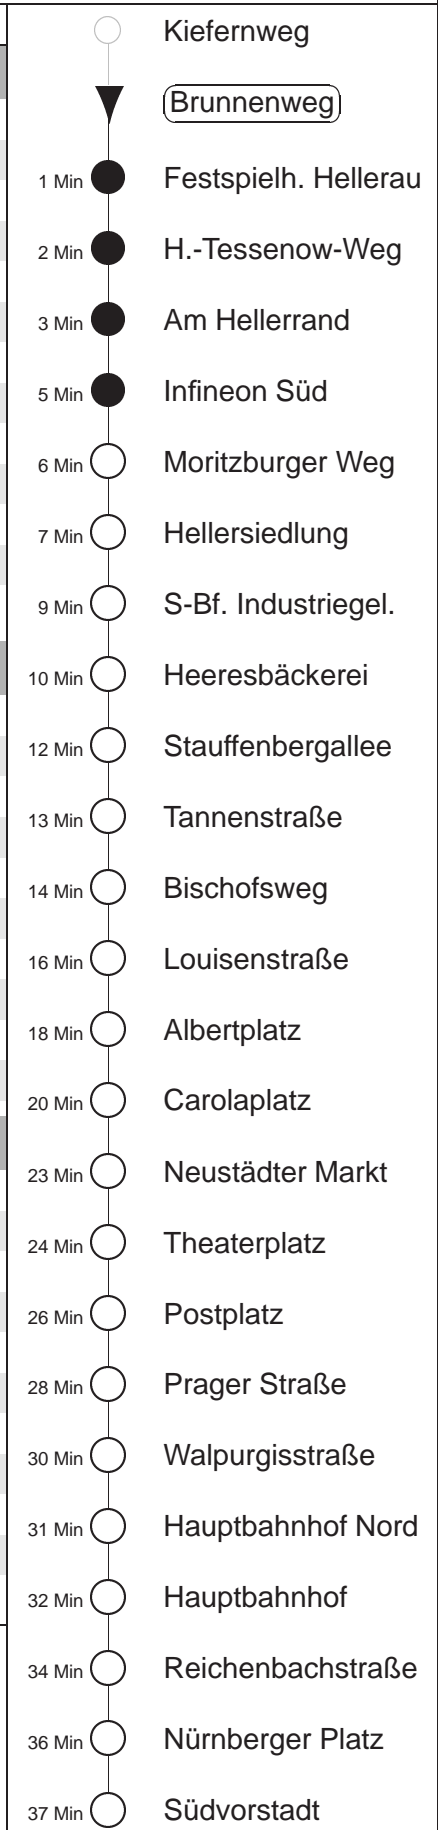 Kiefernweg
Brunnenweg
1 Min Festspielh. Hellerau
2 Min H.-Tessenow-Weg
3 Min Am Hellerrand
5 Min Infineon Süd
6 Min Moritzburger Weg
7 Min Hellersiedlung
9 Min S-Bf. Industriegel.
10 Min Heeresbäckerei
12 Min Stauffenbergallee
13 Min Tannenstraße
14 Min Bischofsweg
16 Min Louisenstraße
18 Min Albertplatz
20 Min Carolaplatz
23 Min Neustädter Markt
24 Min Theaterplatz
26 Min Postplatz
28 Min Prager Straße
30 Min Walpurgisstraße
31 Min Hauptbahnhof Nord
32 Min Hauptbahnhof
34 Min Reichenbachstraße
36 Min Nürnberger Platz
37 Min Südvorstadt